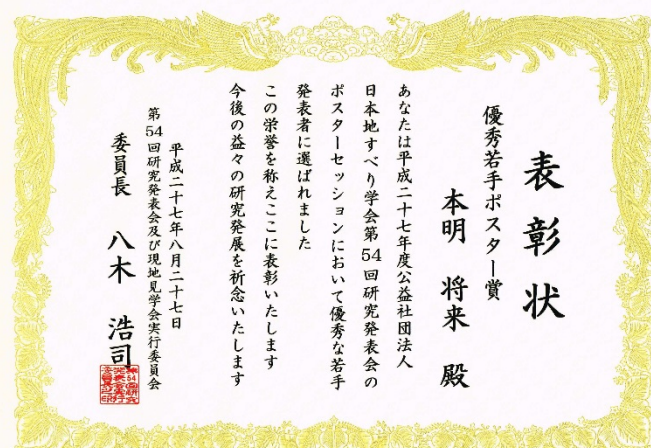 表彰状
優秀若手ポスター賞
本明 将来 殿
あなたは平成二十七年度公益社団法人
日本地すべり学会第54回研究発表会の
ポスターセッションにおいて優秀な若手
発表者に選ばれました
この栄誉を称えここに表彰いたします
今後の益々の研究発展を祈念いたします
平成二十七年八月二十七日
第54回研究発表会及び現地見学会実行委員会
委員長 八木 浩司